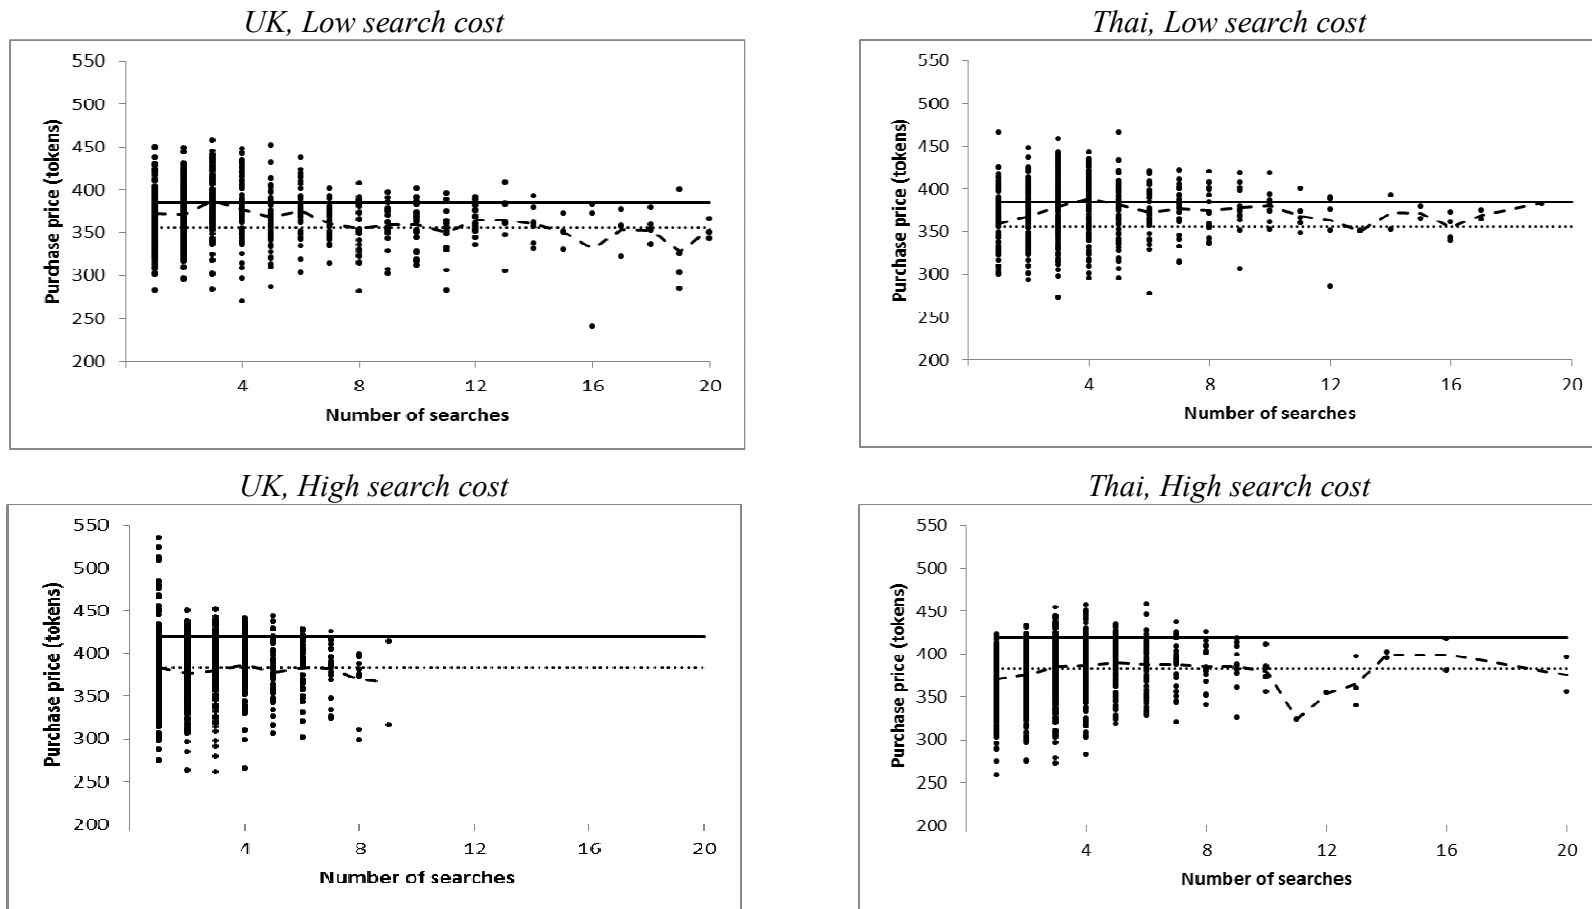 UK, Low search cost
550
500
450
400
350
300
250
200
Purchase price (tokens)
4 8 12 16 20
Number of searches
Thai, Low search cost
550
500
450
400
350
300
250
200
Purchase price (tokens)
4 8 12 16 20
Number of searches
UK, High search cost
550
500
450
400
350
300
250
200
Purchase price (tokens)
4 8 12 16 20
Number of searches
Thai, High search cost
550
500
450
400
350
300
250
200
Purchase price (tokens)
4 8 12 16 20
Number of searches